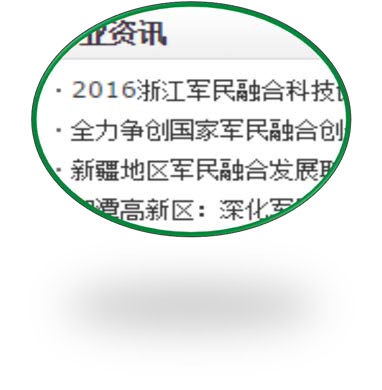 业资讯
· 2016浙江军民融合科技
· 全力争创国家军民融合创
· 新疆地区军民融合发展
潭高新区：深化军